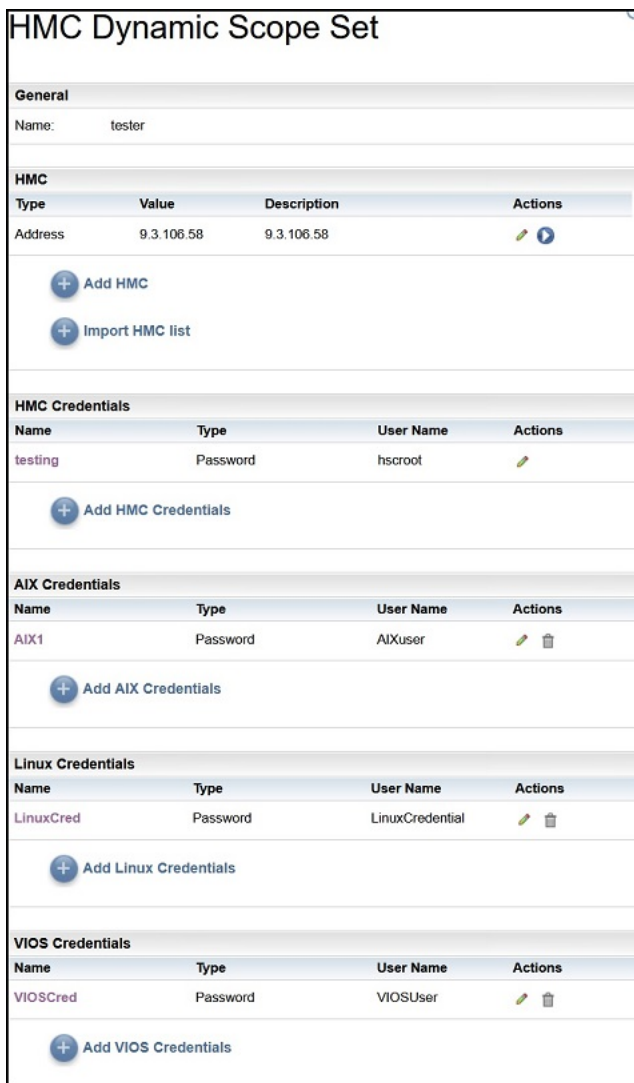 HMC Dynamic Scope Set
General
Name: tester
HMC
Type Value Description Actions
Address 9.3.106.58 9.3.106.58
Add HMC
Import HMC list
HMC Credentials
Name Type User Name Actions
testing Password hscroot
Add HMC Credentials
AIX Credentials
Name Type User Name Actions
AIX1 Password AIXuser
Add AIX Credentials
Linux Credentials
Name Type User Name Actions
LinuxCred Password LinuxCredential
Add Linux Credentials
VIOS Credentials
Name Type User Name Actions
VIOSCred Password VIOSUser
Add VIOS Credentials